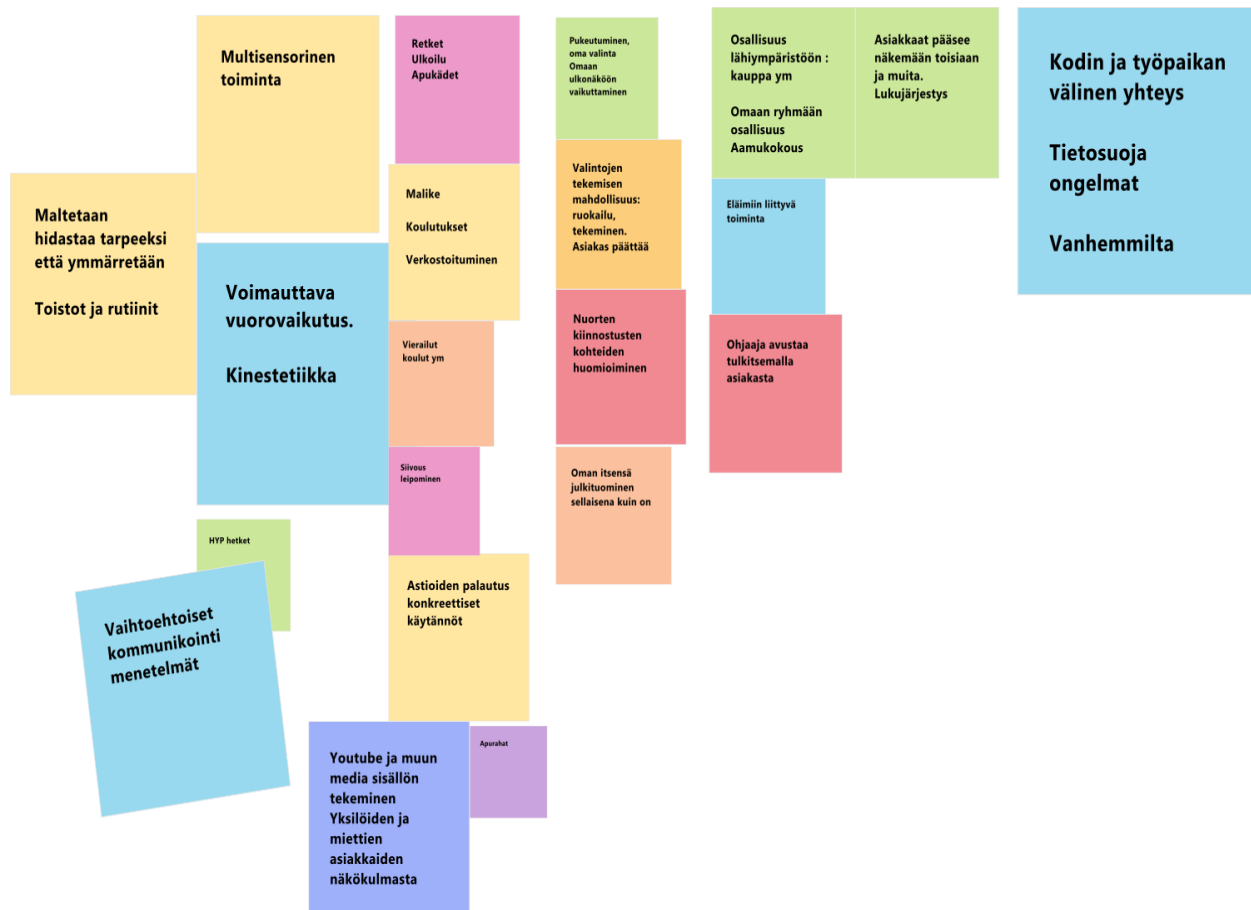 Multisensorinen
toiminta
Maltetaan
hidastaa tarpeeksi
että ymmärretään
Toistot ja rutiinit
Voimauttava
vuorovaikutus.
Kinestetiikka
HYP hetket
Vaihtoehtoiset
kommunikointi
menetelmät
Retket
Ulkoilu
Apukädet
Malike
Koulutukset
Verkostoituminen
Vierailut
koulut ym
Siivous
leipominen
Astioiden palautus
konkreettiset
käytännöt
Youtube ja muun
media sisällön
tekeminen
Yksilöiden ja
miettien
asiakkaiden
näkökulmasta
Apurahat
Pukeutuminen,
oma valinta
Omaan
ulkonäköön
vaikuttaminen
Valintojen
tekemisen
mahdollisuus:
ruokailu,
tekeminen.
Asiakas päättää
Nuorten
kiinnostusten
kohteiden
huomioiminen
Oman itsensä
julkituominen
sellaisena kuin on
Osallisuus
lähiympäristöön :
kauppa ym
Omaan ryhmään
osallisuus
Aamukokous
Asiakkaat pääsee
näkemään toisiaan
ja muita.
Lukujärjestys
Eläimiin liittyvä
toiminta
Ohjaaja avustaa
tulkitsemalla
asiakasta
Kodin ja työpaikan
välinen yhteys
Tietosuoja
ongelmat
Vanhemmilta